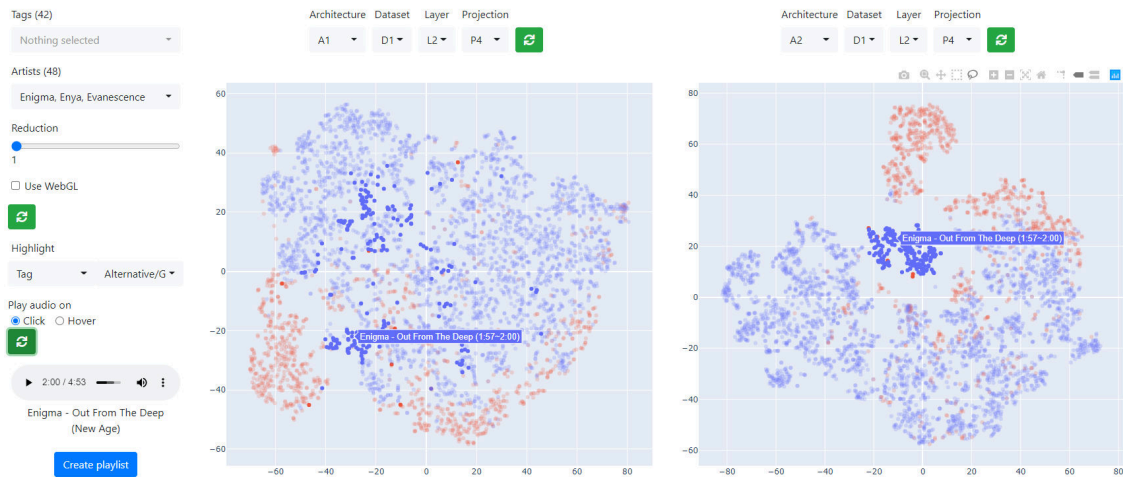 Tags (42)
Nothing selected
Artists (48)
Enigma, Enya, Evanescence
Reduction
1
Use WebGL
Highlight
Tag Alternative/G
Play audio on
Click Hover
2:00 / 4:53
Enigma - Out From The Deep
(New Age)
Create playlist
Architecture Dataset Layer Projection
A1 D1 L2 P4
60
40
20
0
−20
−40
−60
Enigma - Out From The Deep (1:57~2:00)
−60 −40 −20 0 20 40 60 80
Architecture Dataset Layer Projection
A2 D1 L2 P4
80
60
40
20
0
−20
−40
−60
Enigma - Out From The Deep (1:57~2:00)
−80 −60 −40 −20 0 20 40 60 80